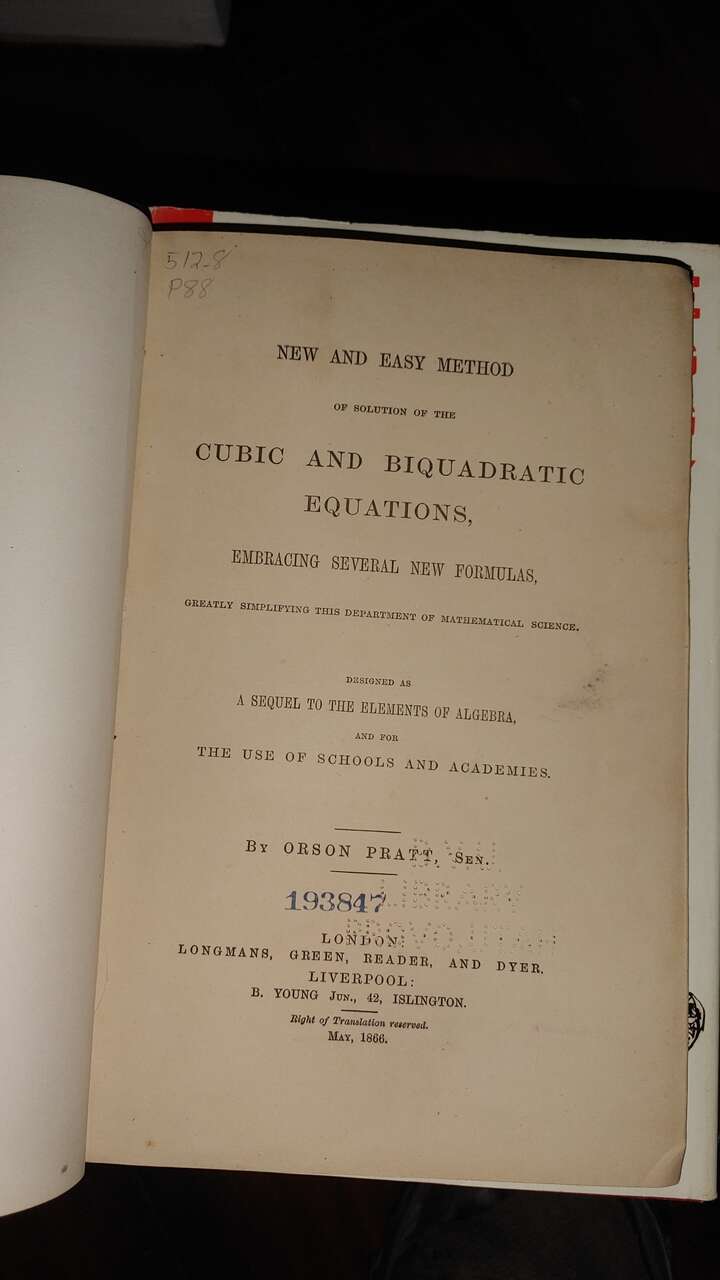 512.8
P88
NEW AND EASY METHOD
OF SOLUTION OF THE
CUBIC AND BIQUADRATIC
EQUATIONS,
EMBRACING SEVERAL NEW FORMULAS,
GREATLY SIMPLIFYING THIS DEPARTMENT OF MATHEMATICAL SCIENCE.
DESIGNED AS
A SEQUEL TO THE ELEMENTS OF ALGEBRA,
AND FOR
THE USE OF SCHOOLS AND ACADEMIES.
BY ORSON PRATT, SEN.
B.Y.U.
193847
LIBRARY
PROVO, UTAH
LONDON:
LONGMANS, GREEN, READER, AND DYER.
LIVERPOOL:
B. YOUNG JUN., 42, ISLINGTON.
Right of Translation reserved.
MAY, 1866.